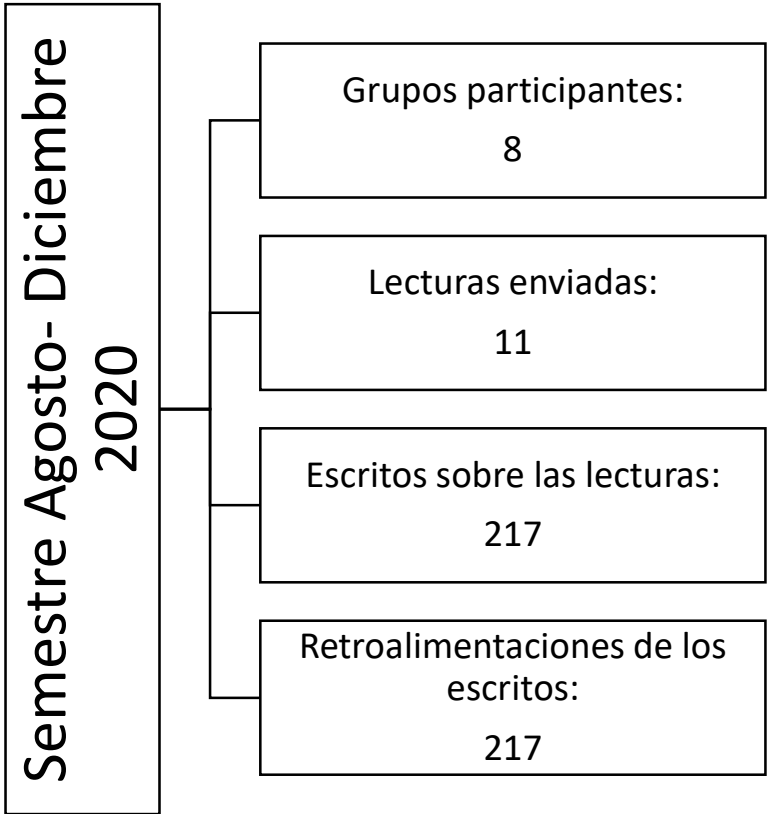 Semestre Agosto- Diciembre
2020
Grupos participantes:
8
Lecturas enviadas:
11
Escritos sobre las lecturas:
217
Retroalimentaciones de los
escritos:
217